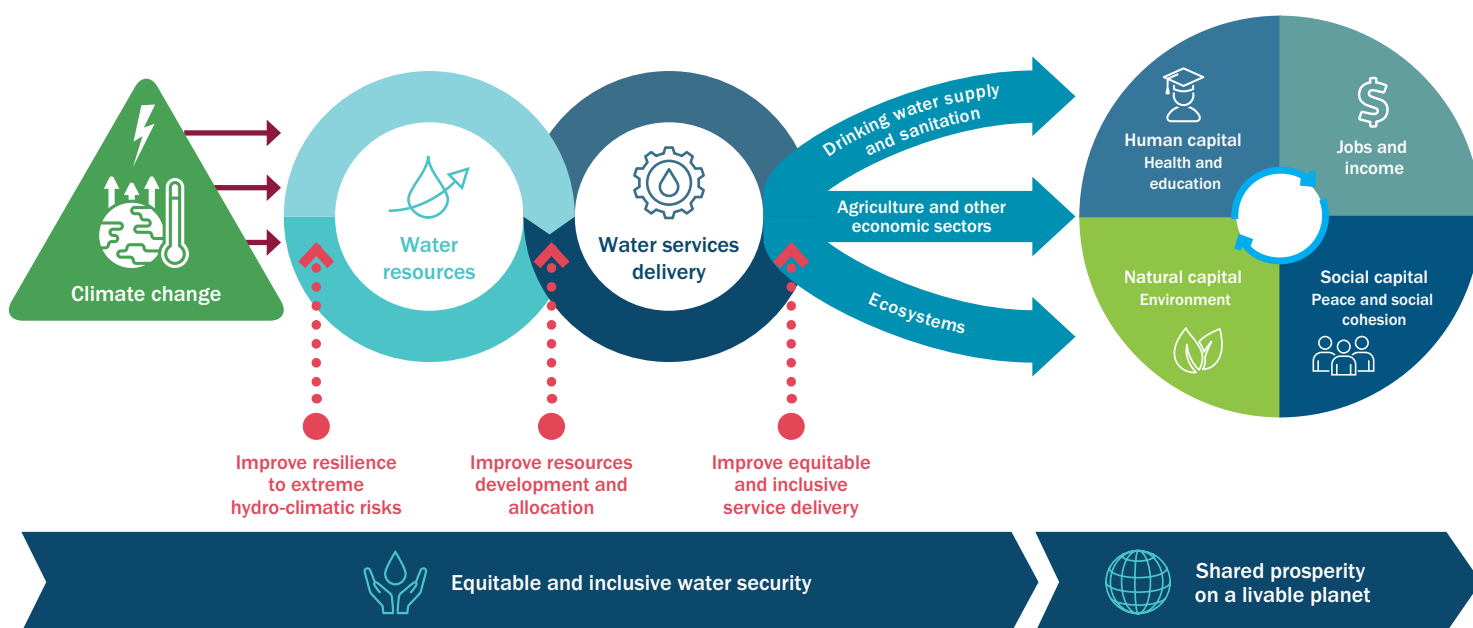 Climate change
Water
resources
Water services
delivery
Drinking water supply
and sanitation
Agriculture and other
economic sectors
Ecosystems
Human capital
Health and
education
$
Jobs and
income
Natural capital
Environment
Social capital
Peace and social
cohesion
Improve resilience
to extreme
hydro-climatic risks
Improve resources
development and
allocation
Improve equitable
and inclusive
service delivery
Equitable and inclusive water security
Shared prosperity
on a livable planet